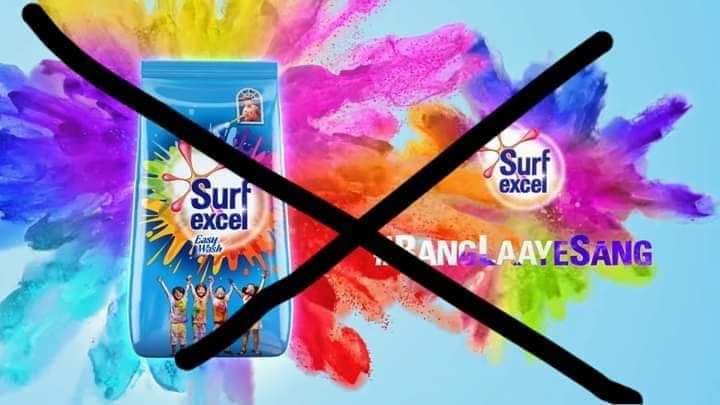 Surf
excel
Easy
Wash
Surf
excel
#RANGLAAYESANG